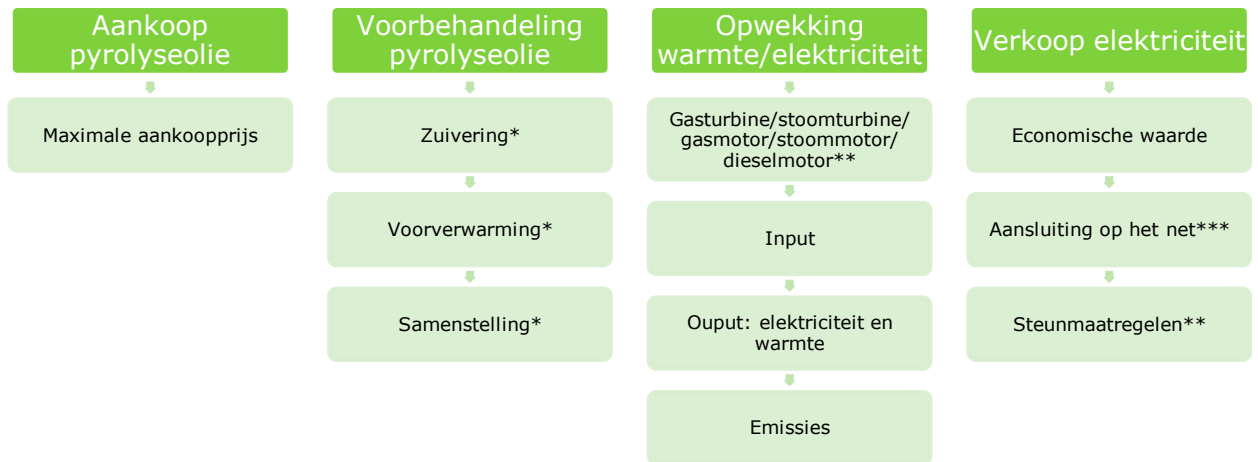 Aankoop
pyrolyseolie
Maximale aankoopprijs
Voorbehandeling
pyrolyseolie
Zuivering*
Voorverwarming*
Samenstelling*
Opwekking
warmte/elektriciteit
Gasturbine/stoomturbine/
gasmotor/stoommotor/
dieselmotor**
Input
Ouput: elektriciteit en
warmte
Emissies
Verkoop elektriciteit
Economische waarde
Aansluiting op het net***
Steunmaatregelen**